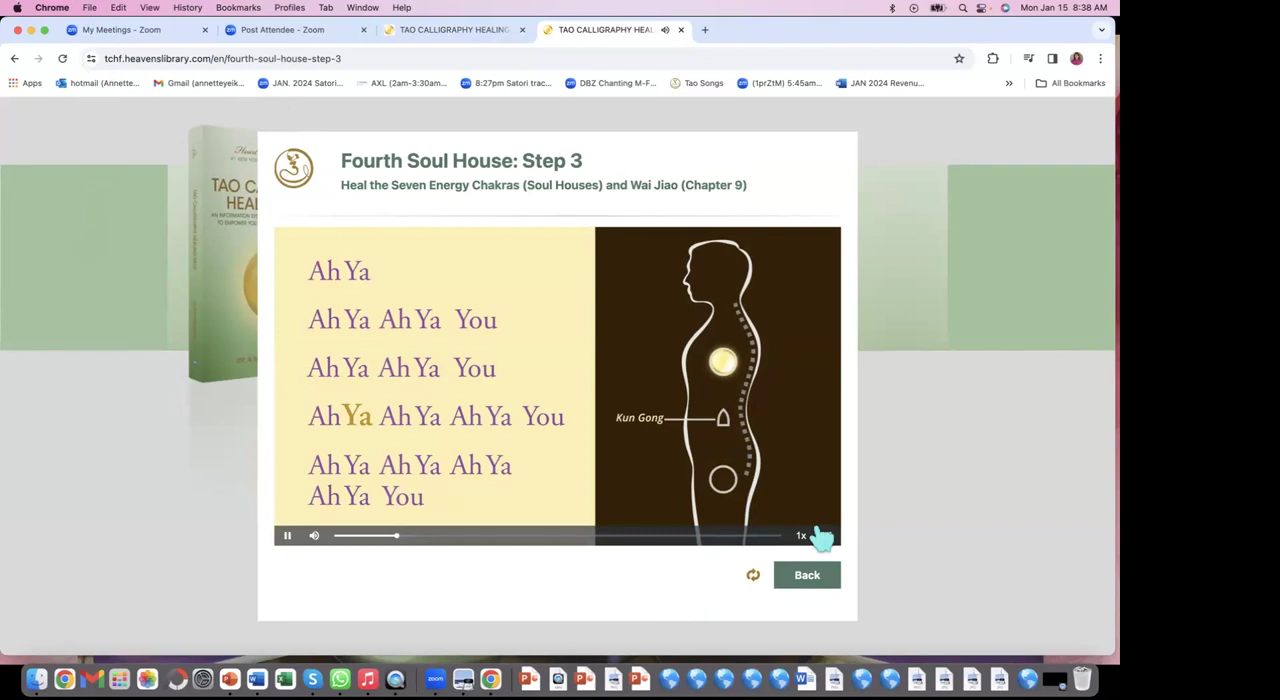 Chrome File Edit View History Bookmarks Profiles Tab Window Help Mon Jan 15 8:38 AM
My Meetings - Zoom Post Attendee - Zoom TAO CALLIGRAPHY HEALING TAO CALLIGRAPHY HEAL
tchf.heavenslibrary.com/en/fourth-soul-house-step-3
Apps hotmail (Annette... Gmail (annetteyeik... JAN. 2024 Satori... AXL (2am-3:30am... 8:27pm Satori trac... DBZ Chanting M-F... Tao Songs (1przTM) 5:45am... JAN 2024 Revenu... » All Bookmarks
Fourth Soul House: Step 3
Heal the Seven Energy Chakras (Soul Houses) and Wai Jiao (Chapter 9)
TAO CA
HEAL
Ah Ya
Ah Ya Ah Ya You
Ah Ya Ah Ya You
Ah Ya Ah Ya Ah Ya You
Ah Ya Ah Ya Ah Ya
Ah Ya You
Kun Gong
1x
Back